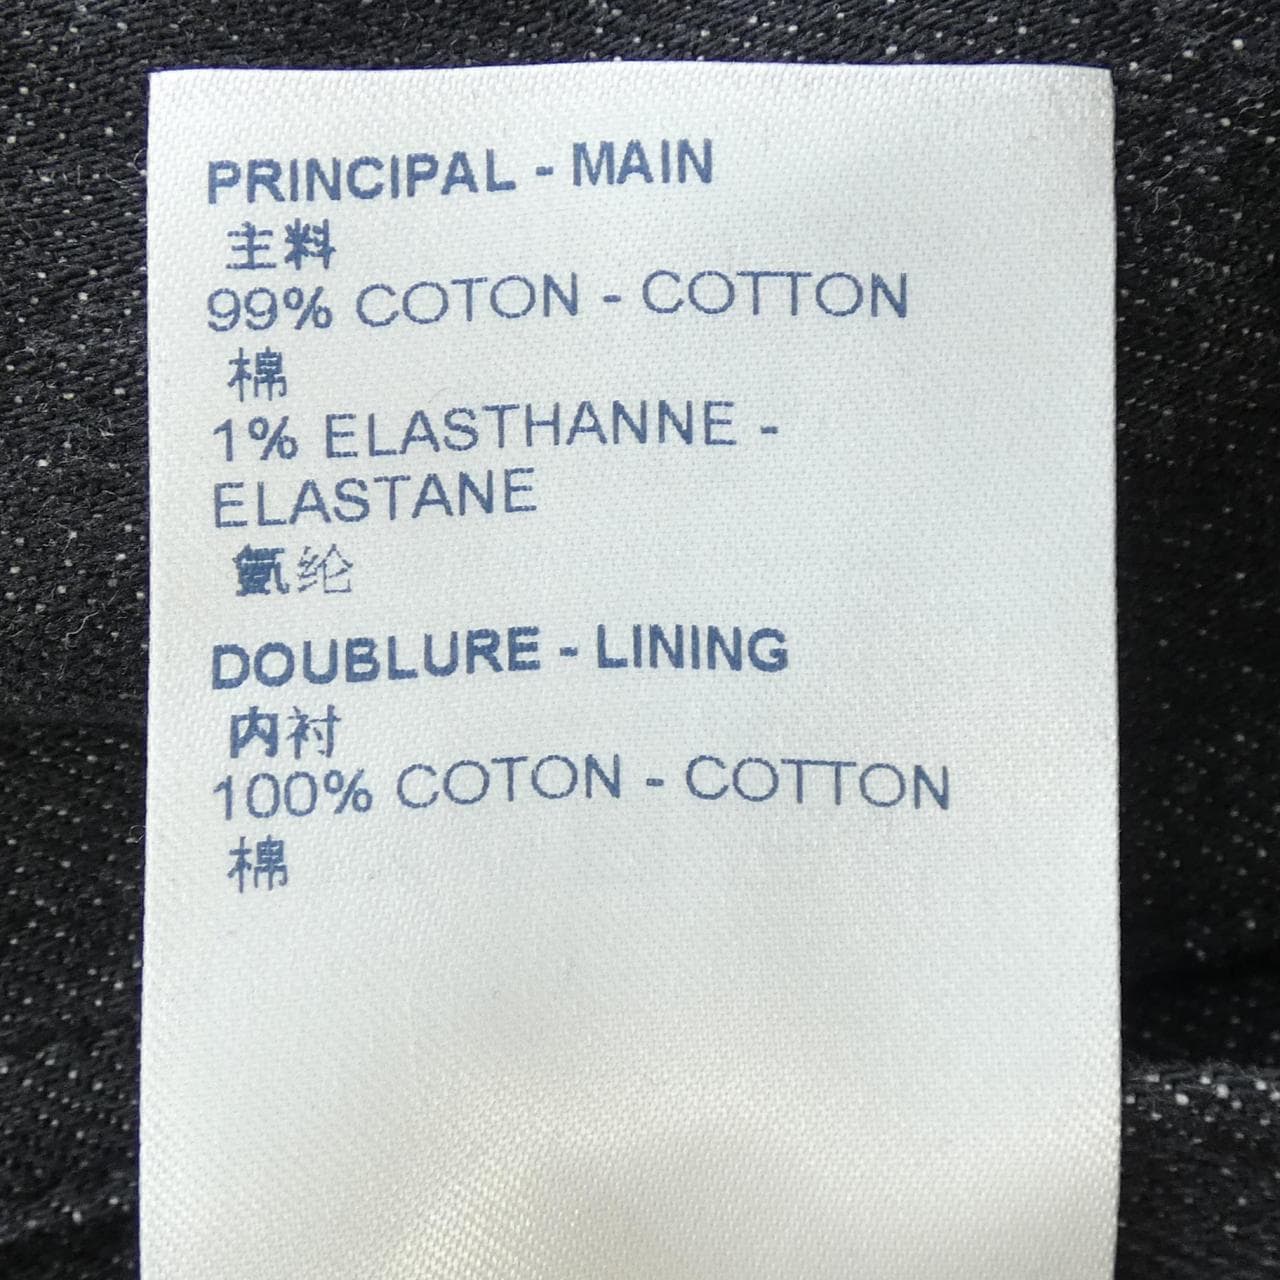 PRINCIPAL - MAIN
主料
99% COTON - COTTON
棉
1% ELASTHANNE -
ELASTANE
氨纶
DOUBLURE - LINING
内衬
100% COTON - COTTON
棉